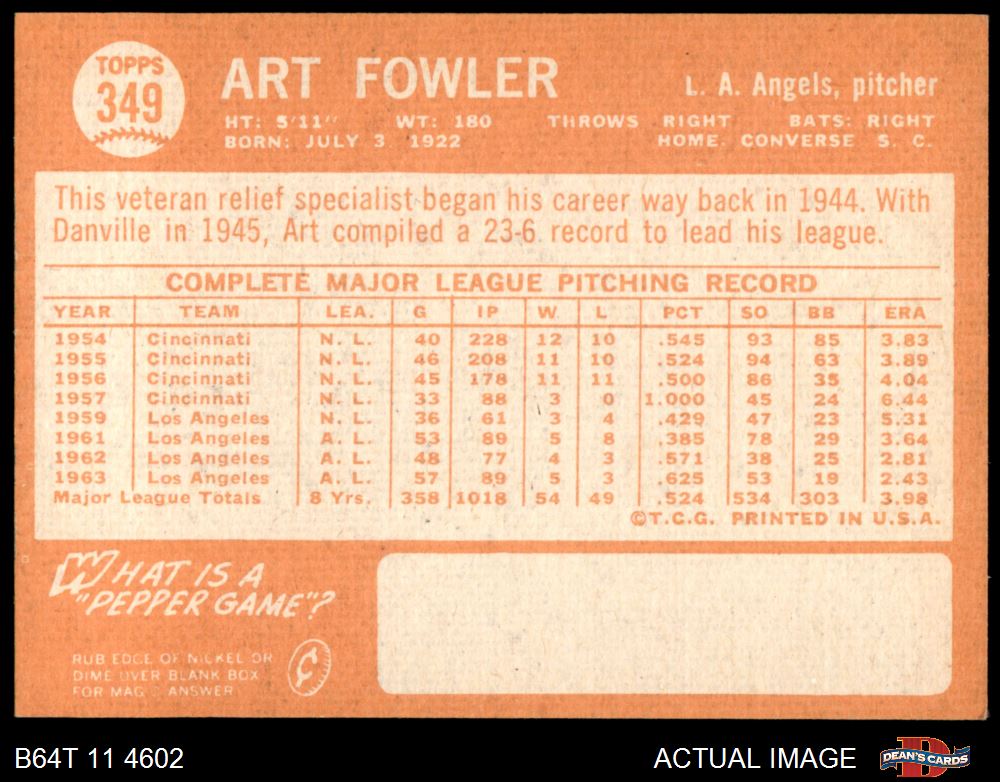 TOPPS
349
ART FOWLER
L. A. Angels, pitcher
HT: 5'11" WT: 180 THROWS RIGHT BATS: RIGHT
BORN: JULY 3 1922 HOME: CONVERSE S. C.
This veteran relief specialist began his career way back in 1944. With
Danville in 1945, Art compiled a 23-6 record to lead his league.
COMPLETE MAJOR LEAGUE PITCHING RECORD
YEAR TEAM LEA. G IP W L PCT SO BB ERA
1954 Cincinnati N. L. 40 228 12 10 .545 93 85 3.83
1955 Cincinnati N. L. 46 208 11 10 .524 94 63 3.89
1956 Cincinnati N. L. 45 178 11 11 .500 86 35 4.04
1957 Cincinnati N. L. 33 88 3 0 1.000 45 24 6.44
1959 Los Angeles N. L. 36 61 3 4 .429 47 23 5.31
1961 Los Angeles A. L. 53 89 5 8 .385 78 29 3.64
1962 Los Angeles A. L. 48 77 4 3 .571 38 25 2.81
1963 Los Angeles A. L. 57 89 5 3 .625 53 19 2.43
Major League Totals 8 Yrs. 358 1018 54 49 .524 534 303 3.98
©T.C.G. PRINTED IN U.S.A.
WHAT IS A
"PEPPER GAME"?
RUB EDGE OF NICKEL OR
DIME OVER BLANK BOX
FOR MAGIC ANSWER
¢
B64T 11 4602 ACTUAL IMAGE
DEAN'S CARDS